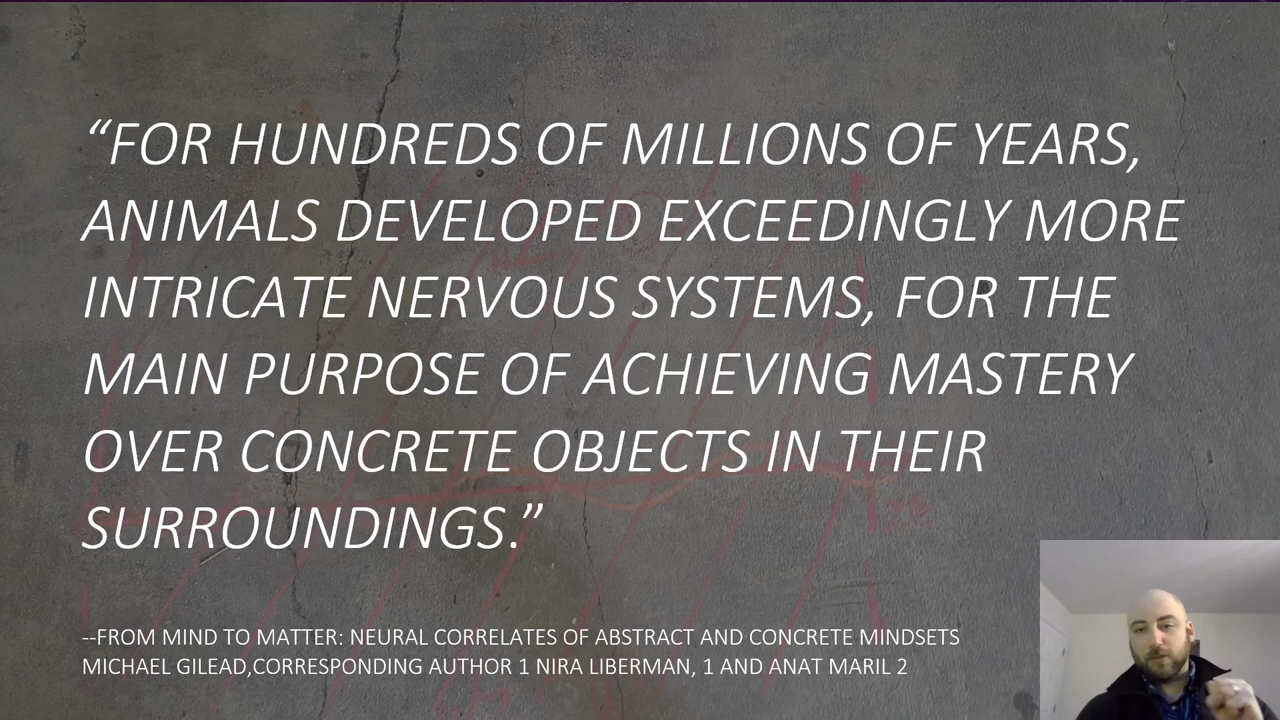 “FOR HUNDREDS OF MILLIONS OF YEARS,
ANIMALS DEVELOPED EXCEEDINGLY MORE
INTRICATE NERVOUS SYSTEMS, FOR THE
MAIN PURPOSE OF ACHIEVING MASTERY
OVER CONCRETE OBJECTS IN THEIR
SURROUNDINGS.”
--FROM MIND TO MATTER: NEURAL CORRELATES OF ABSTRACT AND CONCRETE MINDSETS
MICHAEL GILEAD,CORRESPONDING AUTHOR 1 NIRA LIBERMAN, 1 AND ANAT MARIL 2